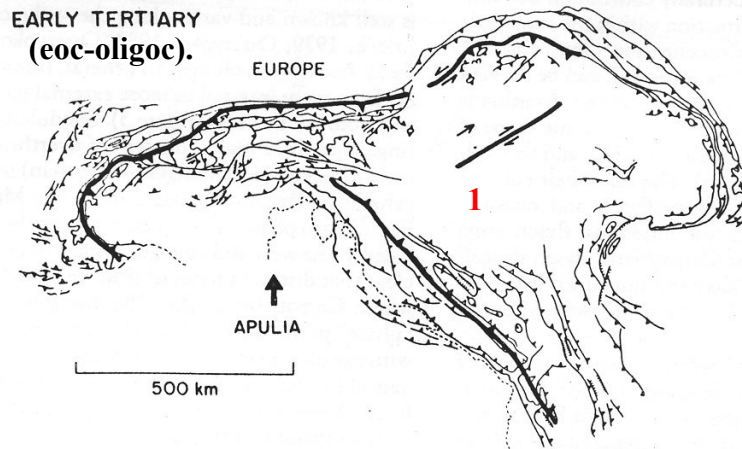 EARLY TERTIARY
(eoc-oligoc).
EUROPE
1
APULIA
500 km